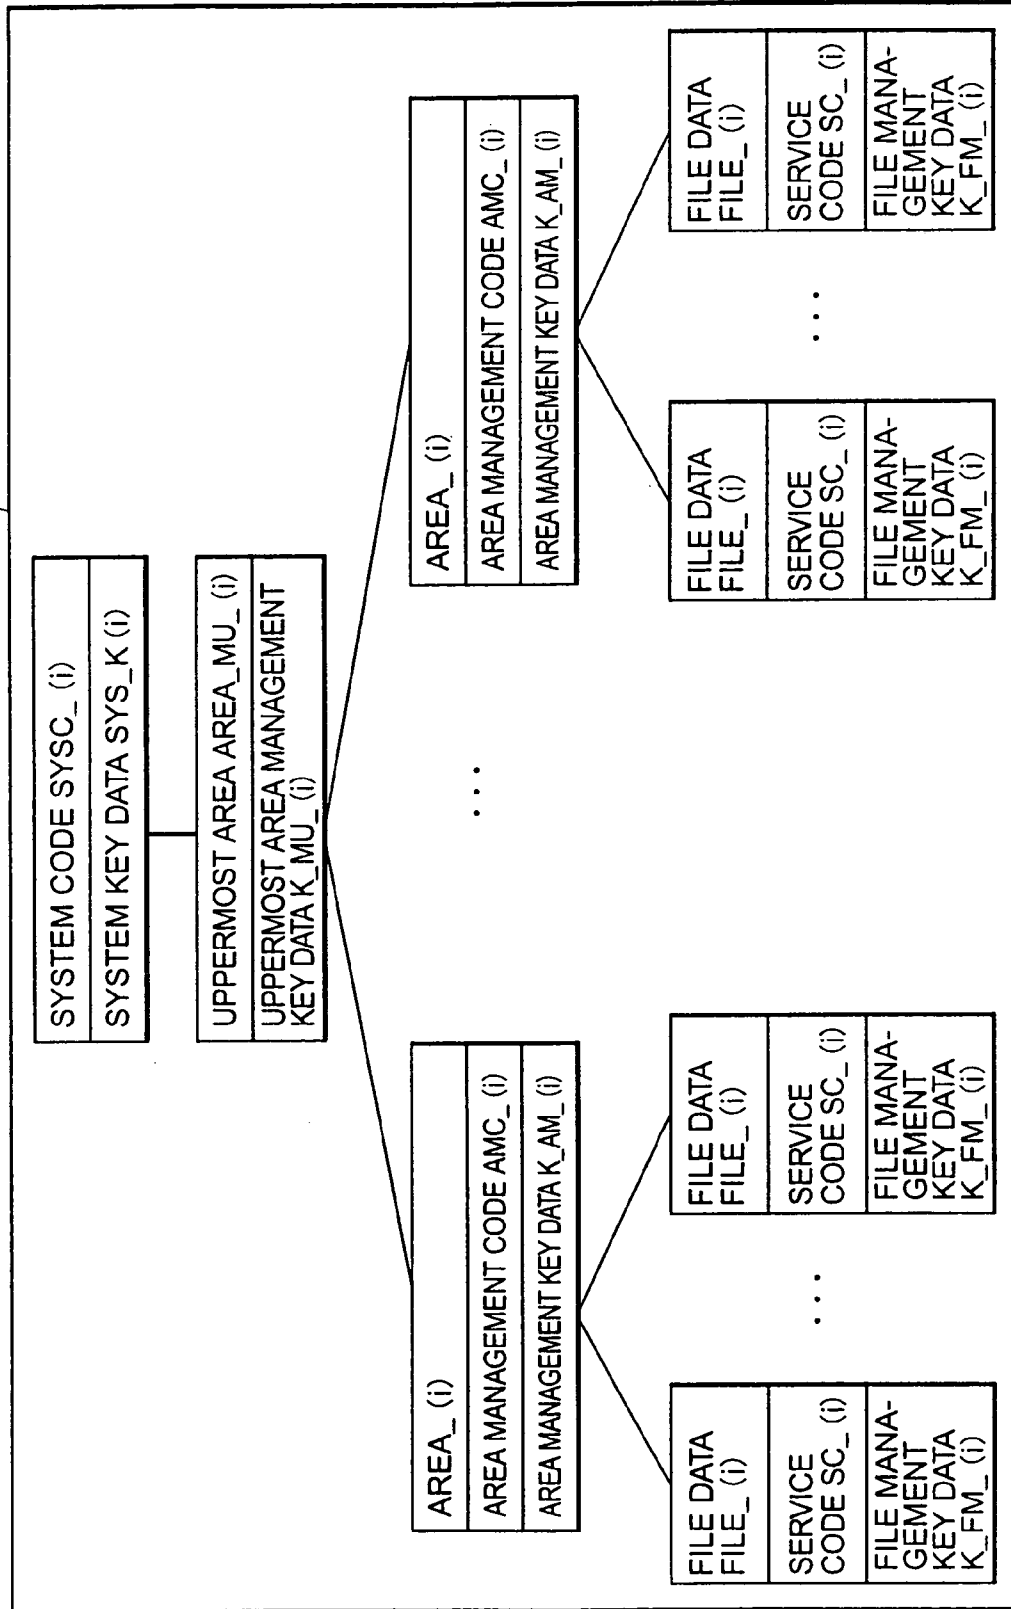 SYSTEM CODE SYSC_ (i)
SYSTEM KEY DATA SYS_K (i)
UPPERMOST AREA AREA_MU_ (i)
UPPERMOST AREA MANAGEMENT
KEY DATA K_MU_ (i)
AREA_ (i)
AREA MANAGEMENT CODE AMC_ (i)
AREA MANAGEMENT KEY DATA K_AM_ (i)
...
AREA_ (i)
AREA MANAGEMENT CODE AMC_ (i)
AREA MANAGEMENT KEY DATA K_AM_ (i)
FILE DATA
FILE_ (i)
SERVICE
CODE SC_ (i)
FILE MANA-
GEMENT
KEY DATA
K_FM_ (i)
...
FILE DATA
FILE_ (i)
SERVICE
CODE SC_ (i)
FILE MANA-
GEMENT
KEY DATA
K_FM_ (i)
FILE DATA
FILE_ (i)
SERVICE
CODE SC_ (i)
FILE MANA-
GEMENT
KEY DATA
K_FM_ (i)
...
FILE DATA
FILE_ (i)
SERVICE
CODE SC_ (i)
FILE MANA-
GEMENT
KEY DATA
K_FM_ (i)